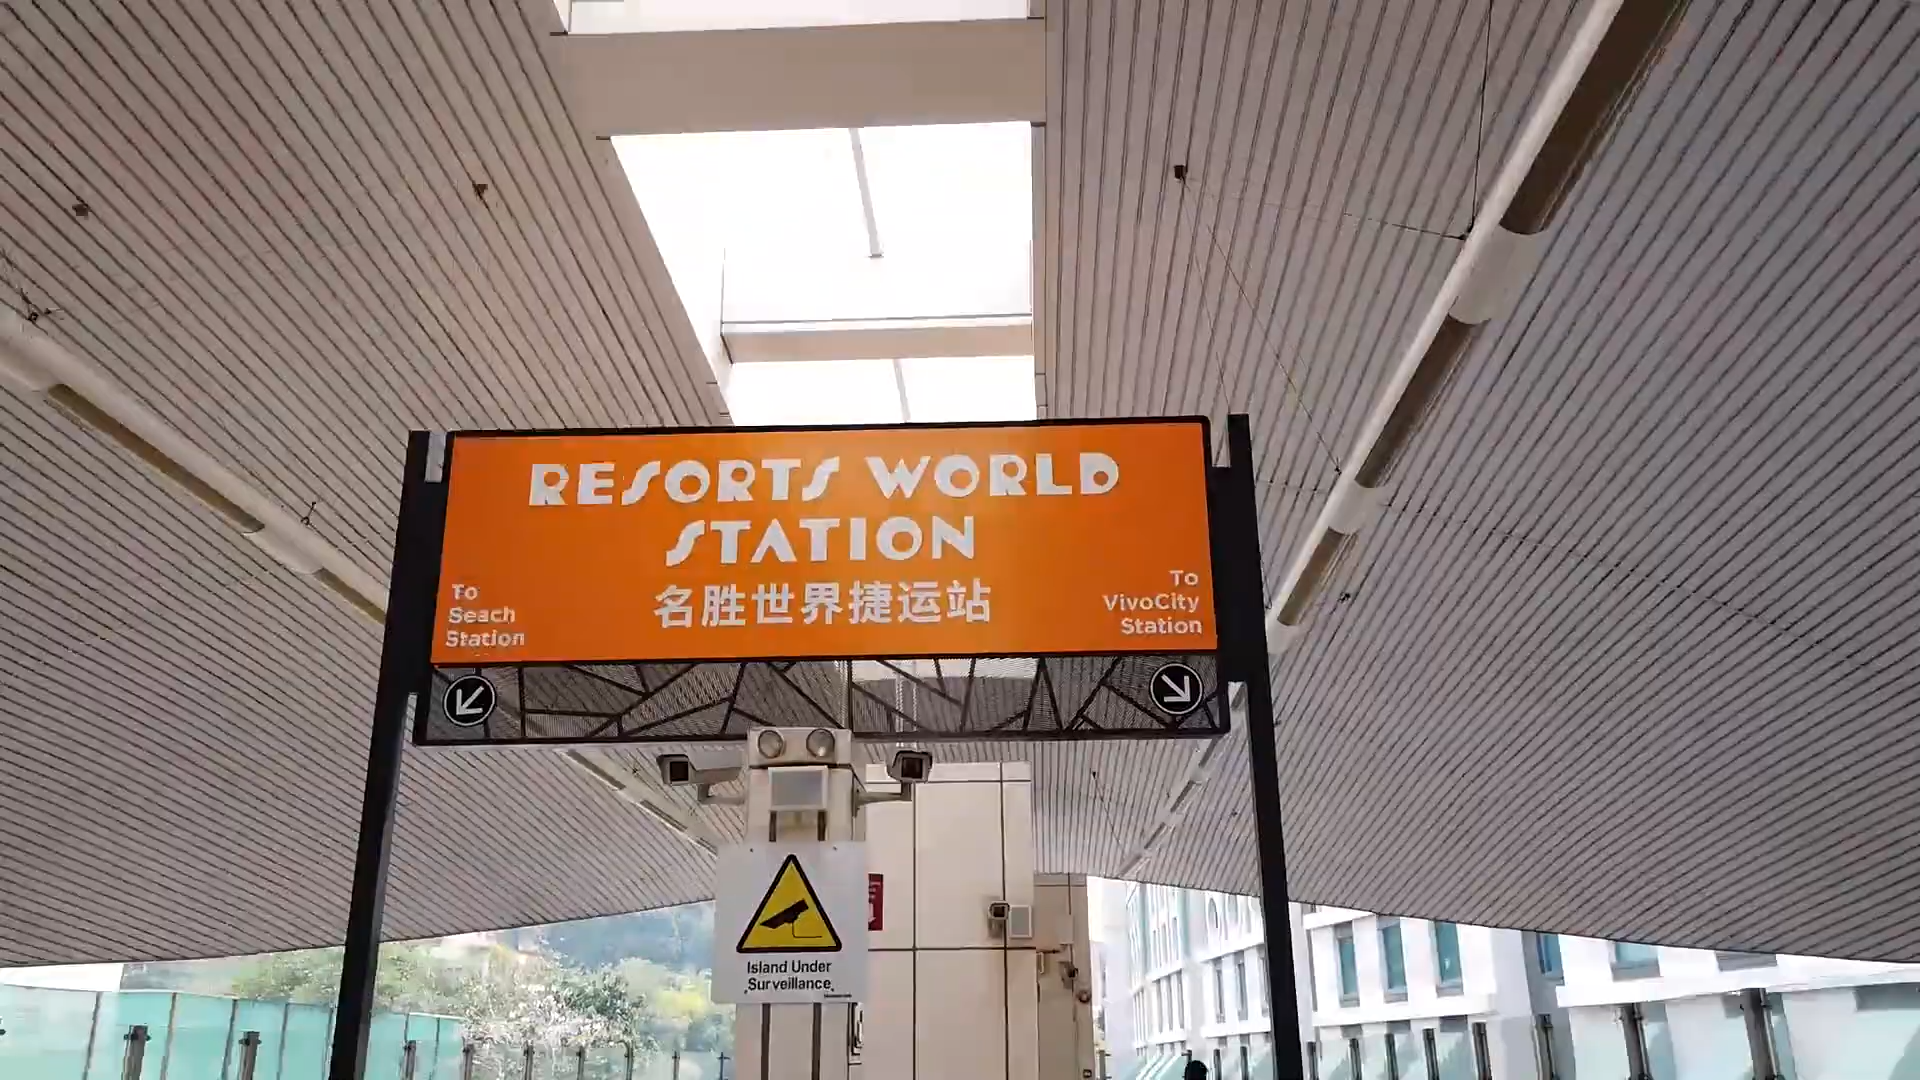 RESORTS WORLD
STATION
名胜世界捷运站
To
Seach
Station
To
VivoCity
Station
Island Under
Surveillance